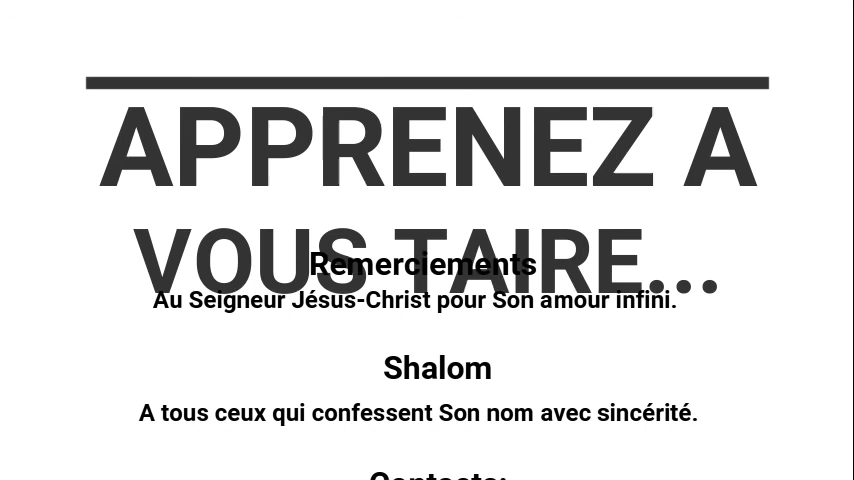 APPRENEZ A
VOUS TAIRE...
Remerciements
Au Seigneur Jésus-Christ pour Son amour infini.
Shalom
A tous ceux qui confessent Son nom avec sincérité.
Contacts: